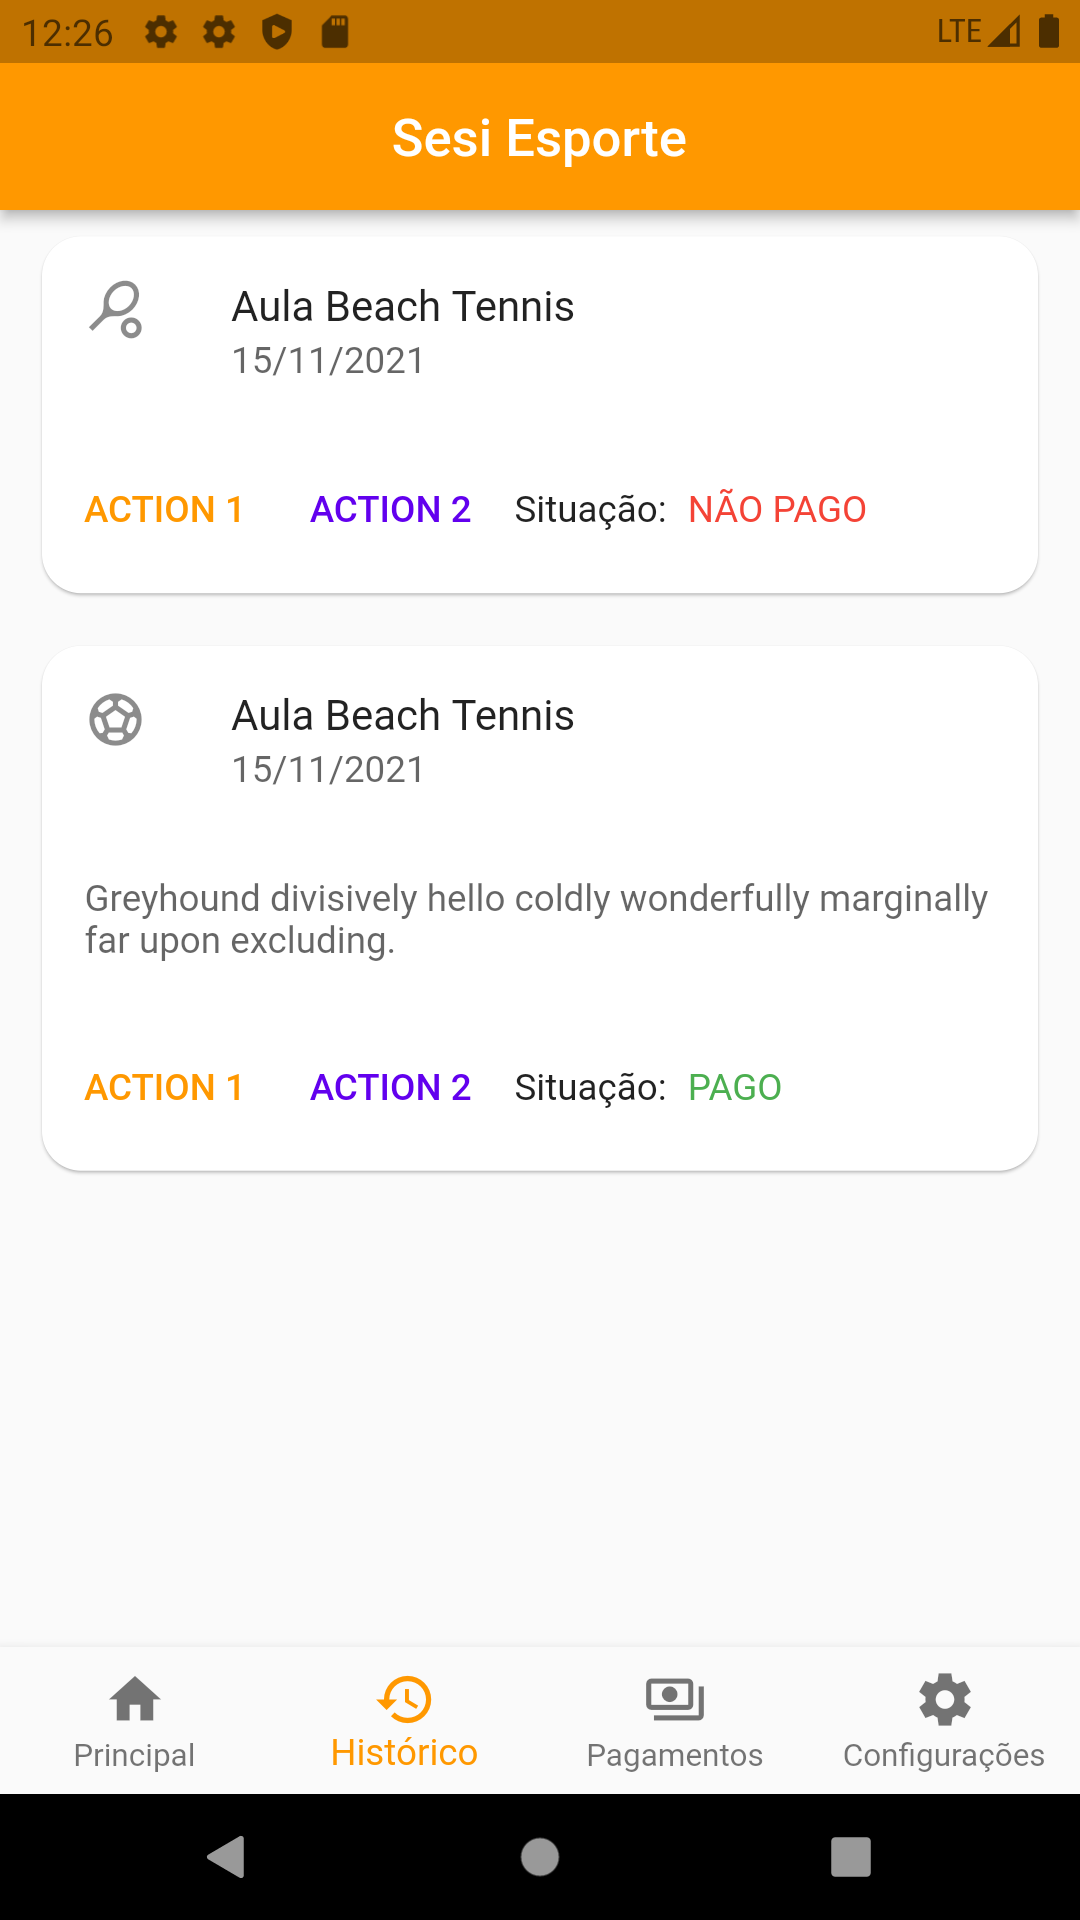 12:26 LTE
Sesi Esporte
Aula Beach Tennis
15/11/2021
ACTION 1 ACTION 2 Situação: NÃO PAGO
Aula Beach Tennis
15/11/2021
Greyhound divisively hello coldly wonderfully marginally
far upon excluding.
ACTION 1 ACTION 2 Situação: PAGO
Principal Histórico Pagamentos Configurações